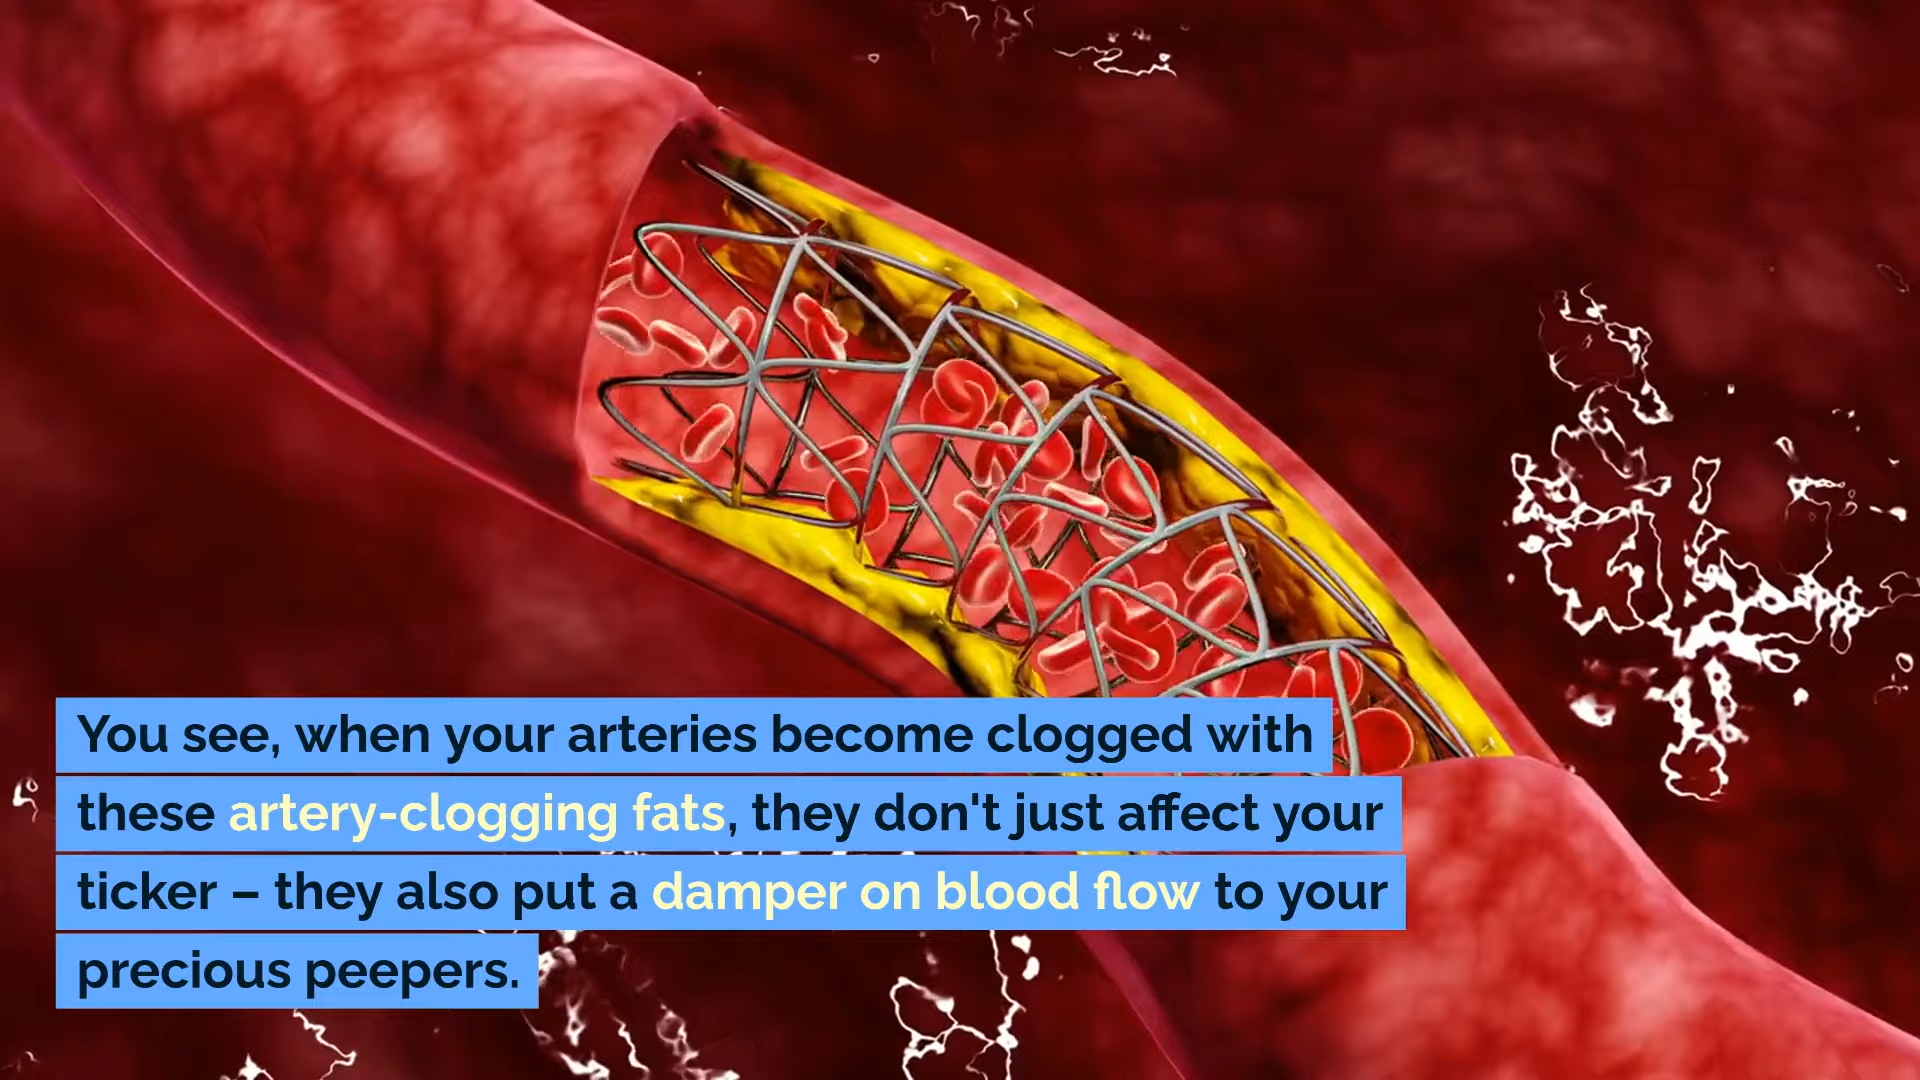 You see, when your arteries become clogged with
these artery-clogging fats, they don't just affect your
ticker – they also put a damper on blood flow to your
precious peepers.